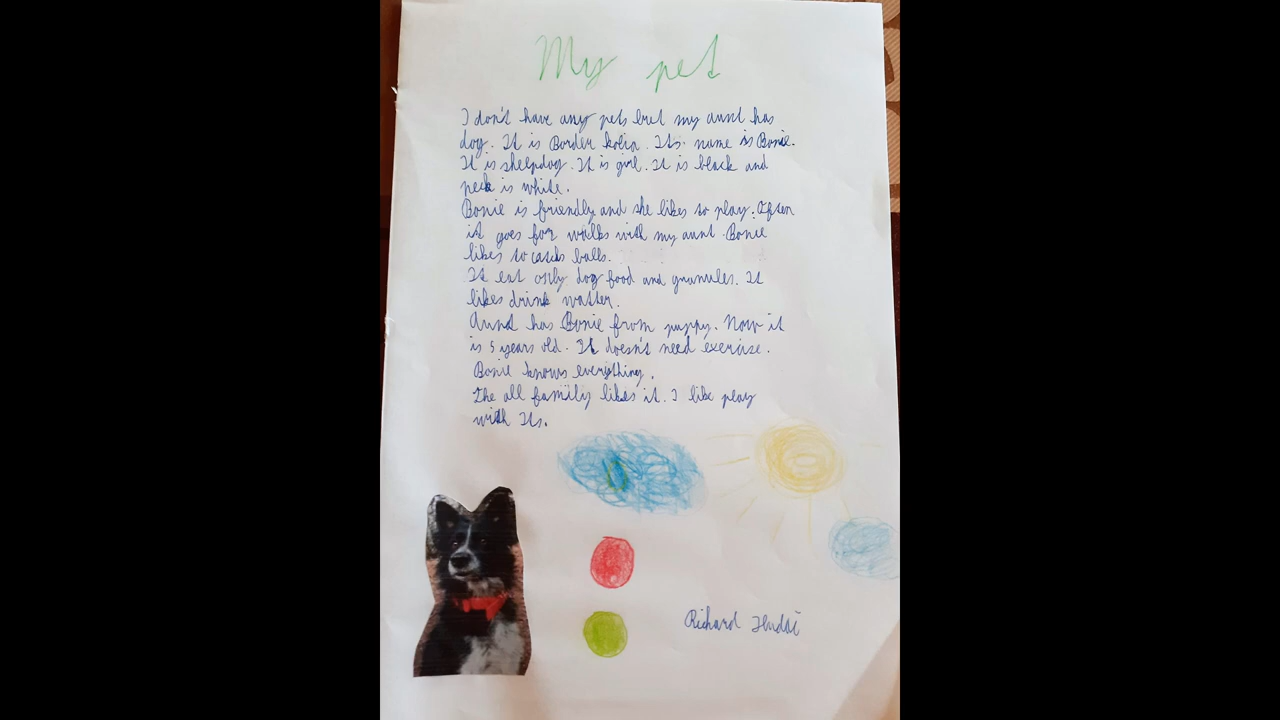 My pet
I don't have any pets but my aunt has
dog. It is Border kolia. Its name is Bonie.
It is sheepdog. It is girl. It is black and
neck is white.
Bonie is friendly and she likes to play. Often
it goes for walks with my aunt. Bonie
likes to catch balls.
It eat only dog food and granules. It
likes drink watter.
Aunt has Bonie from puppy. Now it
is 5 years old. It doesn't need exercise.
Bonie knows everything.
The all family likes it. I like play
with Its.
Richard